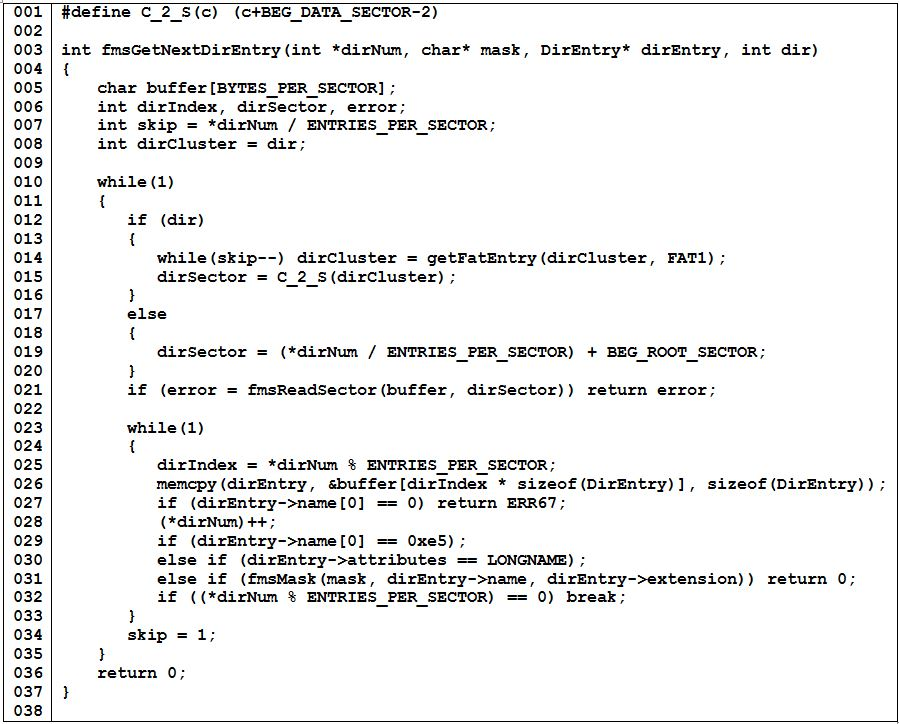 001 #define C_2_S(c) (c+BEG_DATA_SECTOR-2)
002
003 int fmsGetNextDirEntry(int *dirNum, char* mask, DirEntry* dirEntry, int dir)
004 {
005     char buffer[BYTES_PER_SECTOR];
006     int dirIndex, dirSector, error;
007     int skip = *dirNum / ENTRIES_PER_SECTOR;
008     int dirCluster = dir;
009
010     while(1)
011     {
012         if (dir)
013         {
014             while(skip--) dirCluster = getFatEntry(dirCluster, FAT1);
015             dirSector = C_2_S(dirCluster);
016         }
017         else
018         {
019             dirSector = (*dirNum / ENTRIES_PER_SECTOR) + BEG_ROOT_SECTOR;
020         }
021         if (error = fmsReadSector(buffer, dirSector)) return error;
022
023         while(1)
024         {
025             dirIndex = *dirNum % ENTRIES_PER_SECTOR;
026             memcpy(dirEntry, &buffer[dirIndex * sizeof(DirEntry)], sizeof(DirEntry));
027             if (dirEntry->name[0] == 0) return ERR67;
028             (*dirNum)++;
029             if (dirEntry->name[0] == 0xe5);
030             else if (dirEntry->attributes == LONGNAME);
031             else if (fmsMask(mask, dirEntry->name, dirEntry->extension)) return 0;
032             if ((*dirNum % ENTRIES_PER_SECTOR) == 0) break;
033         }
034         skip = 1;
035     }
036     return 0;
037 }
038